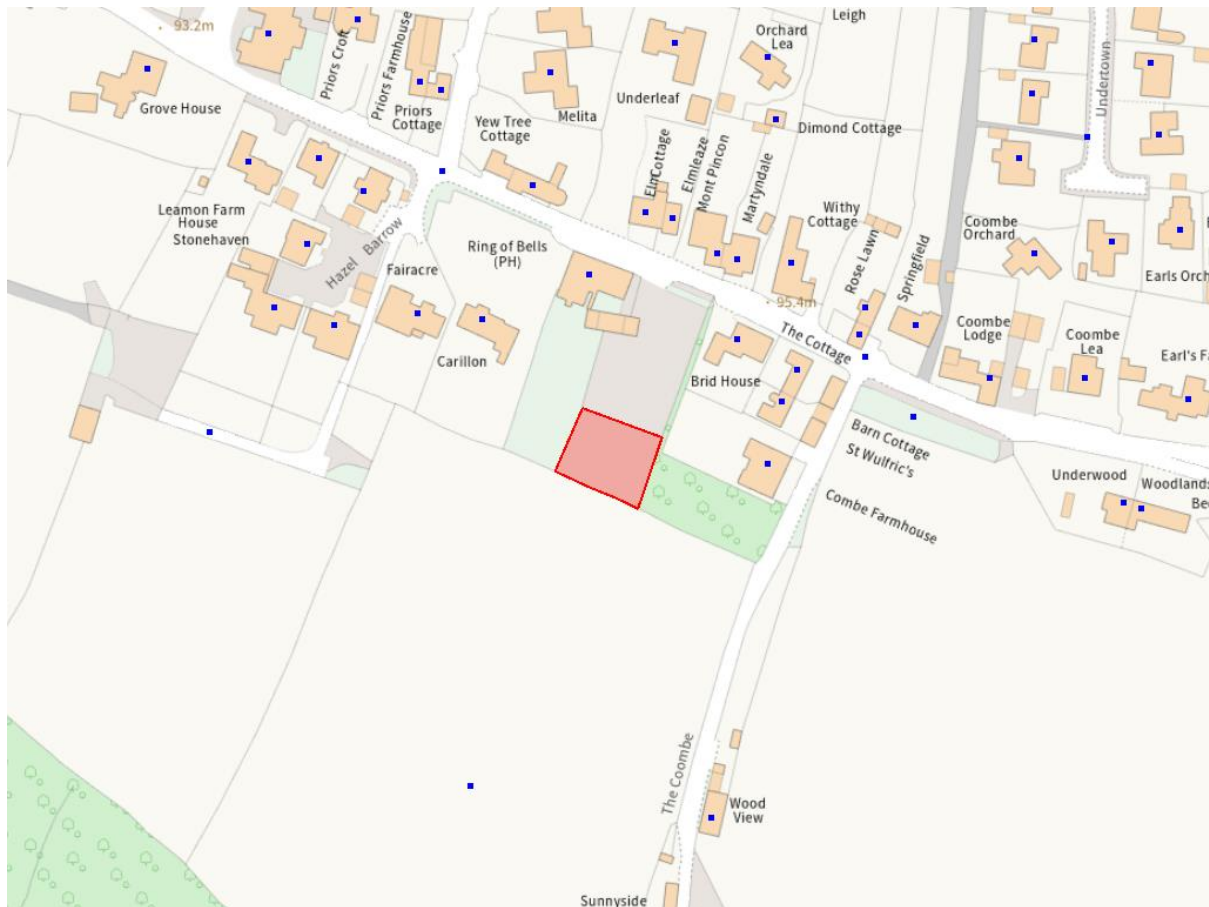 93.2m
Leigh
Orchard
Lea
Priors Croft
Priors Farmhouse
Undertown
Grove House
Priors
Cottage
Yew Tree
Cottage
Melita
Underleaf
Dimond Cottage
Elm Cottage
Elmleaze
Mont Pincon
Martyndale
Leamon Farm
House
Stonehaven
Hazel Barrow
Fairacre
Ring of Bells
(PH)
Withy
Cottage
Rose Lawn
Springfield
Coombe
Orchard
Earls Orch
95.4m
The Cottage
Carillon
Brid House
Coombe
Lodge
Coombe
Lea
Earl's Fa
Barn Cottage
St Wulfric's
Combe Farmhouse
Underwood
Woodlands
Be
The Coombe
Wood
View
Sunnyside